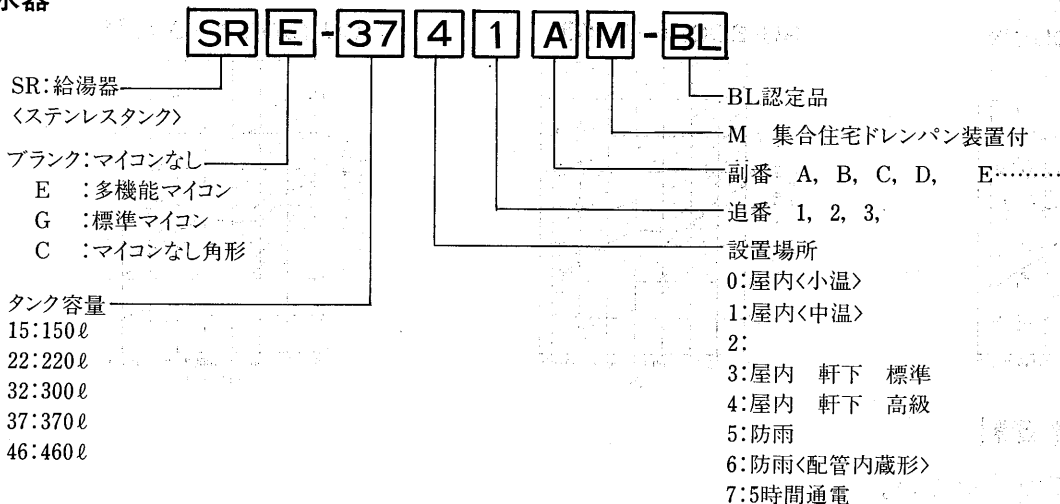 水器
SRE-3741AM-BL
SR:給湯器
〈ステンレスタンク〉
ブランク:マイコンなし
E :多機能マイコン
G :標準マイコン
C :マイコンなし角形
タンク容量
15:150ℓ
22:220ℓ
32:300ℓ
37:370ℓ
46:460ℓ
BL認定品
M 集合住宅ドレンパン装置付
副番 A, B, C, D, E………
追番 1, 2, 3,
設置場所
0:屋内〈小温〉
1:屋内〈中温〉
2:
3:屋内 軒下 標準
4:屋内 軒下 高級
5:防雨
6:防雨〈配管内蔵形〉
7:5時間通電